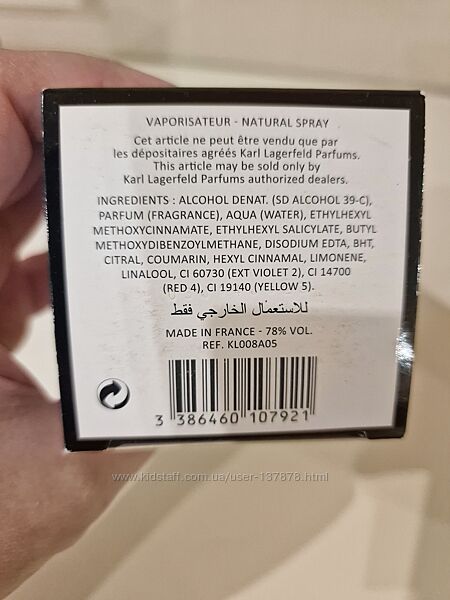 VAPORISATEUR - NATURAL SPRAY
Cet article ne peut être vendu que par
les dépositaires agréés Karl Lagerfeld Parfums.
This article may be sold only by
Karl Lagerfeld Parfums authorized dealers.
INGREDIENTS : ALCOHOL DENAT. (SD ALCOHOL 39-C),
PARFUM (FRAGRANCE), AQUA (WATER), ETHYLHEXYL
METHOXYCINNAMATE, ETHYLHEXYL SALICYLATE, BUTYL
METHOXYDIBENZOYLMETHANE, DISODIUM EDTA, BHT,
CITRAL, COUMARIN, HEXYL CINNAMAL, LIMONENE,
LINALOOL, CI 60730 (EXT VIOLET 2), CI 14700
(RED 4), CI 19140 (YELLOW 5).
للاستعمال الخارجي فقط
MADE IN FRANCE - 78% VOL.
REF. KL008A05
3 386460 107921
www.kidstaff.com.ua/user-137878.html